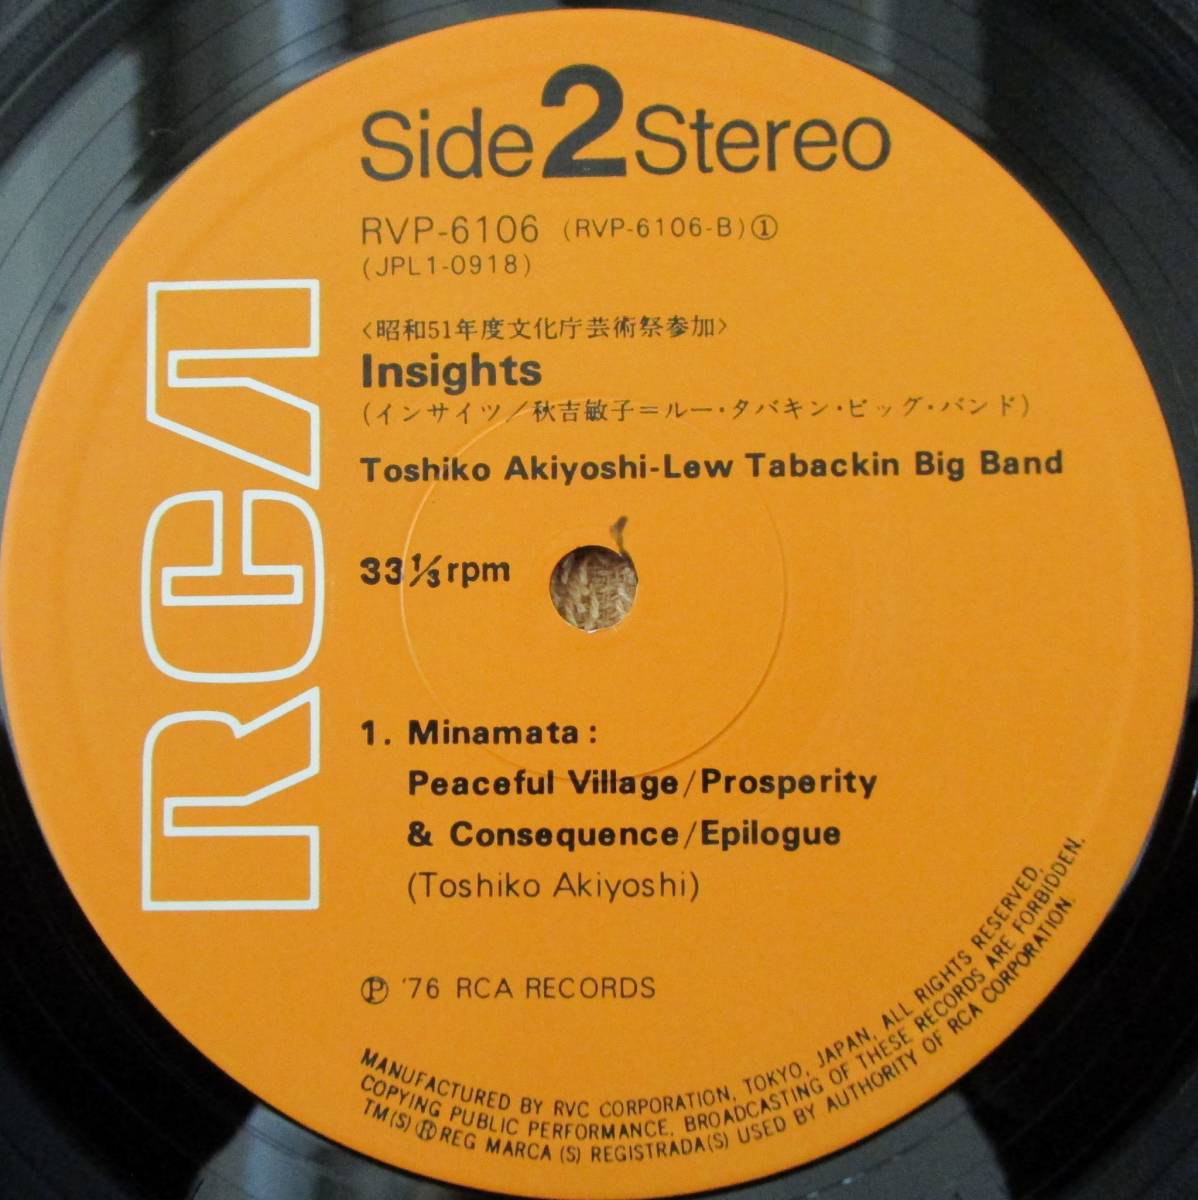 Side 2 Stereo
RVP-6106 (RVP-6106-B)①
(JPL1-0918)
〈昭和51年度文化庁芸術祭参加〉
Insights
(インサイツ/秋吉敏子=ルー・タバキン・ビッグ・バンド)
Toshiko Akiyoshi-Lew Tabackin Big Band
33⅓rpm
RCA
1. Minamata:
Peaceful Village/Prosperity
& Consequence/Epilogue
(Toshiko Akiyoshi)
Ⓟ '76 RCA RECORDS
MANUFACTURED BY RVC CORPORATION, TOKYO, JAPAN, ALL RIGHTS RESERVED,
COPYING PUBLIC PERFORMANCE, BROADCASTING OF THESE RECORDS ARE FORBIDDEN.
TM(S) ® REG MARCA (S) REGISTRADA(S) USED BY AUTHORITY OF RCA CORPORATION.